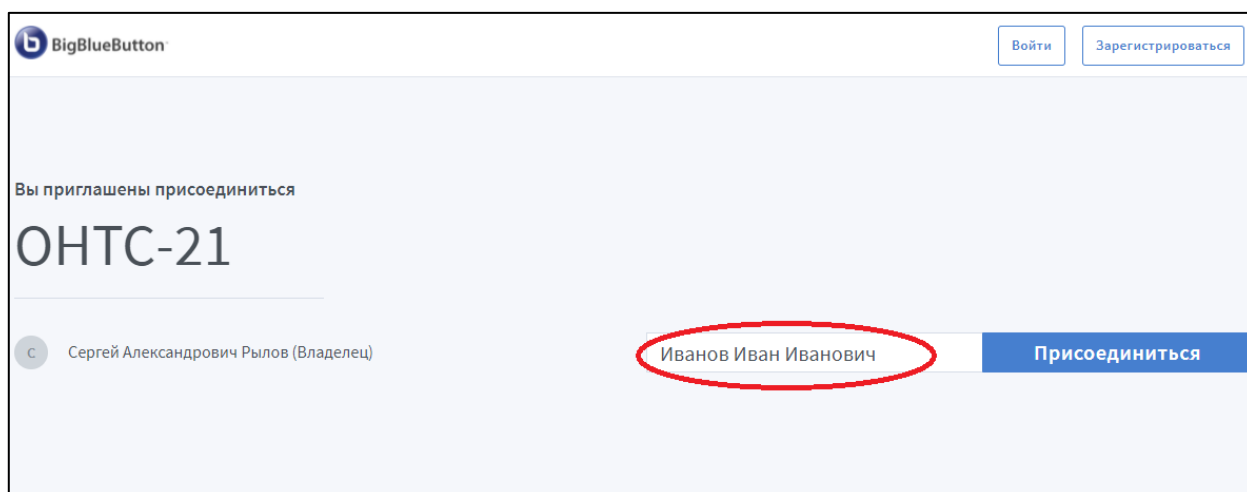 BigBlueButton
Войти
Зарегистрироваться
Вы приглашены присоединиться
ОНТС-21
С
Сергей Александрович Рылов (Владелец)
Иванов Иван Иванович
Присоединиться